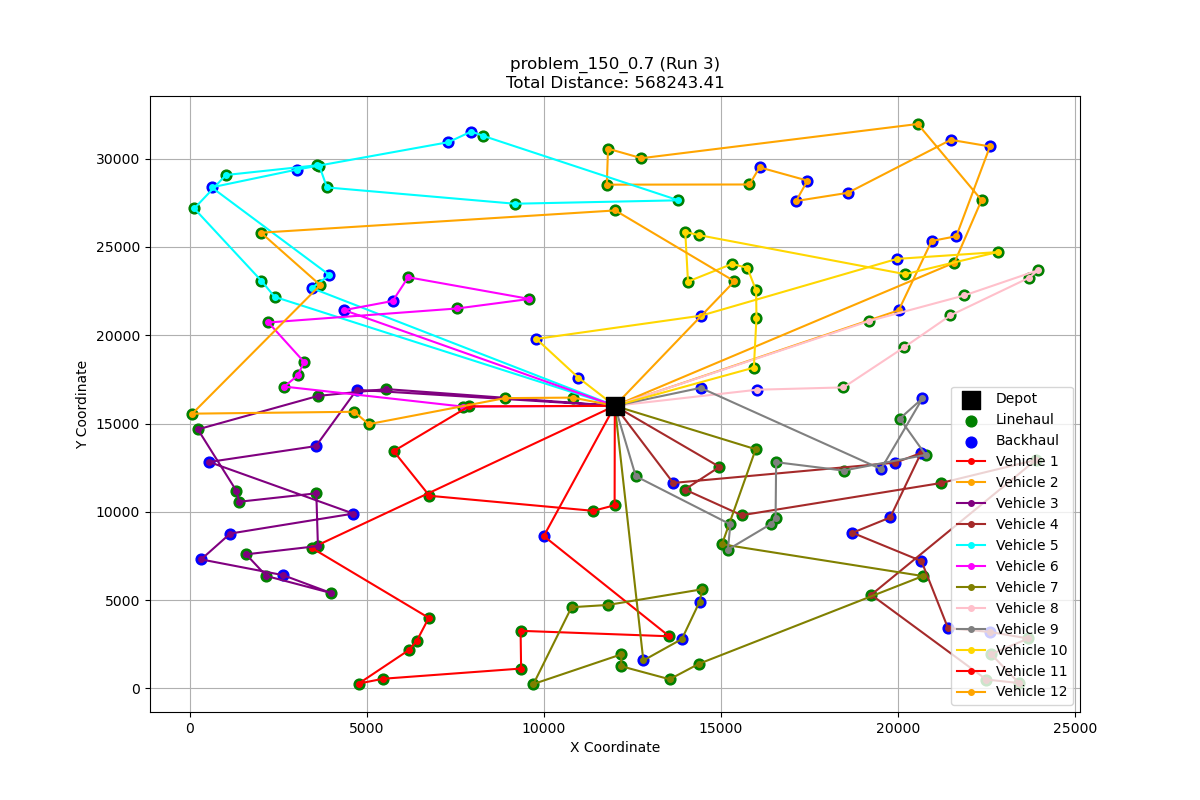 problem_150_0.7 (Run 3)
Total Distance: 568243.41
30000
25000
20000
15000
10000
5000
0
Y Coordinate
0
5000
10000
15000
20000
25000
X Coordinate
Depot
Linehaul
Backhaul
Vehicle 1
Vehicle 2
Vehicle 3
Vehicle 4
Vehicle 5
Vehicle 6
Vehicle 7
Vehicle 8
Vehicle 9
Vehicle 10
Vehicle 11
Vehicle 12